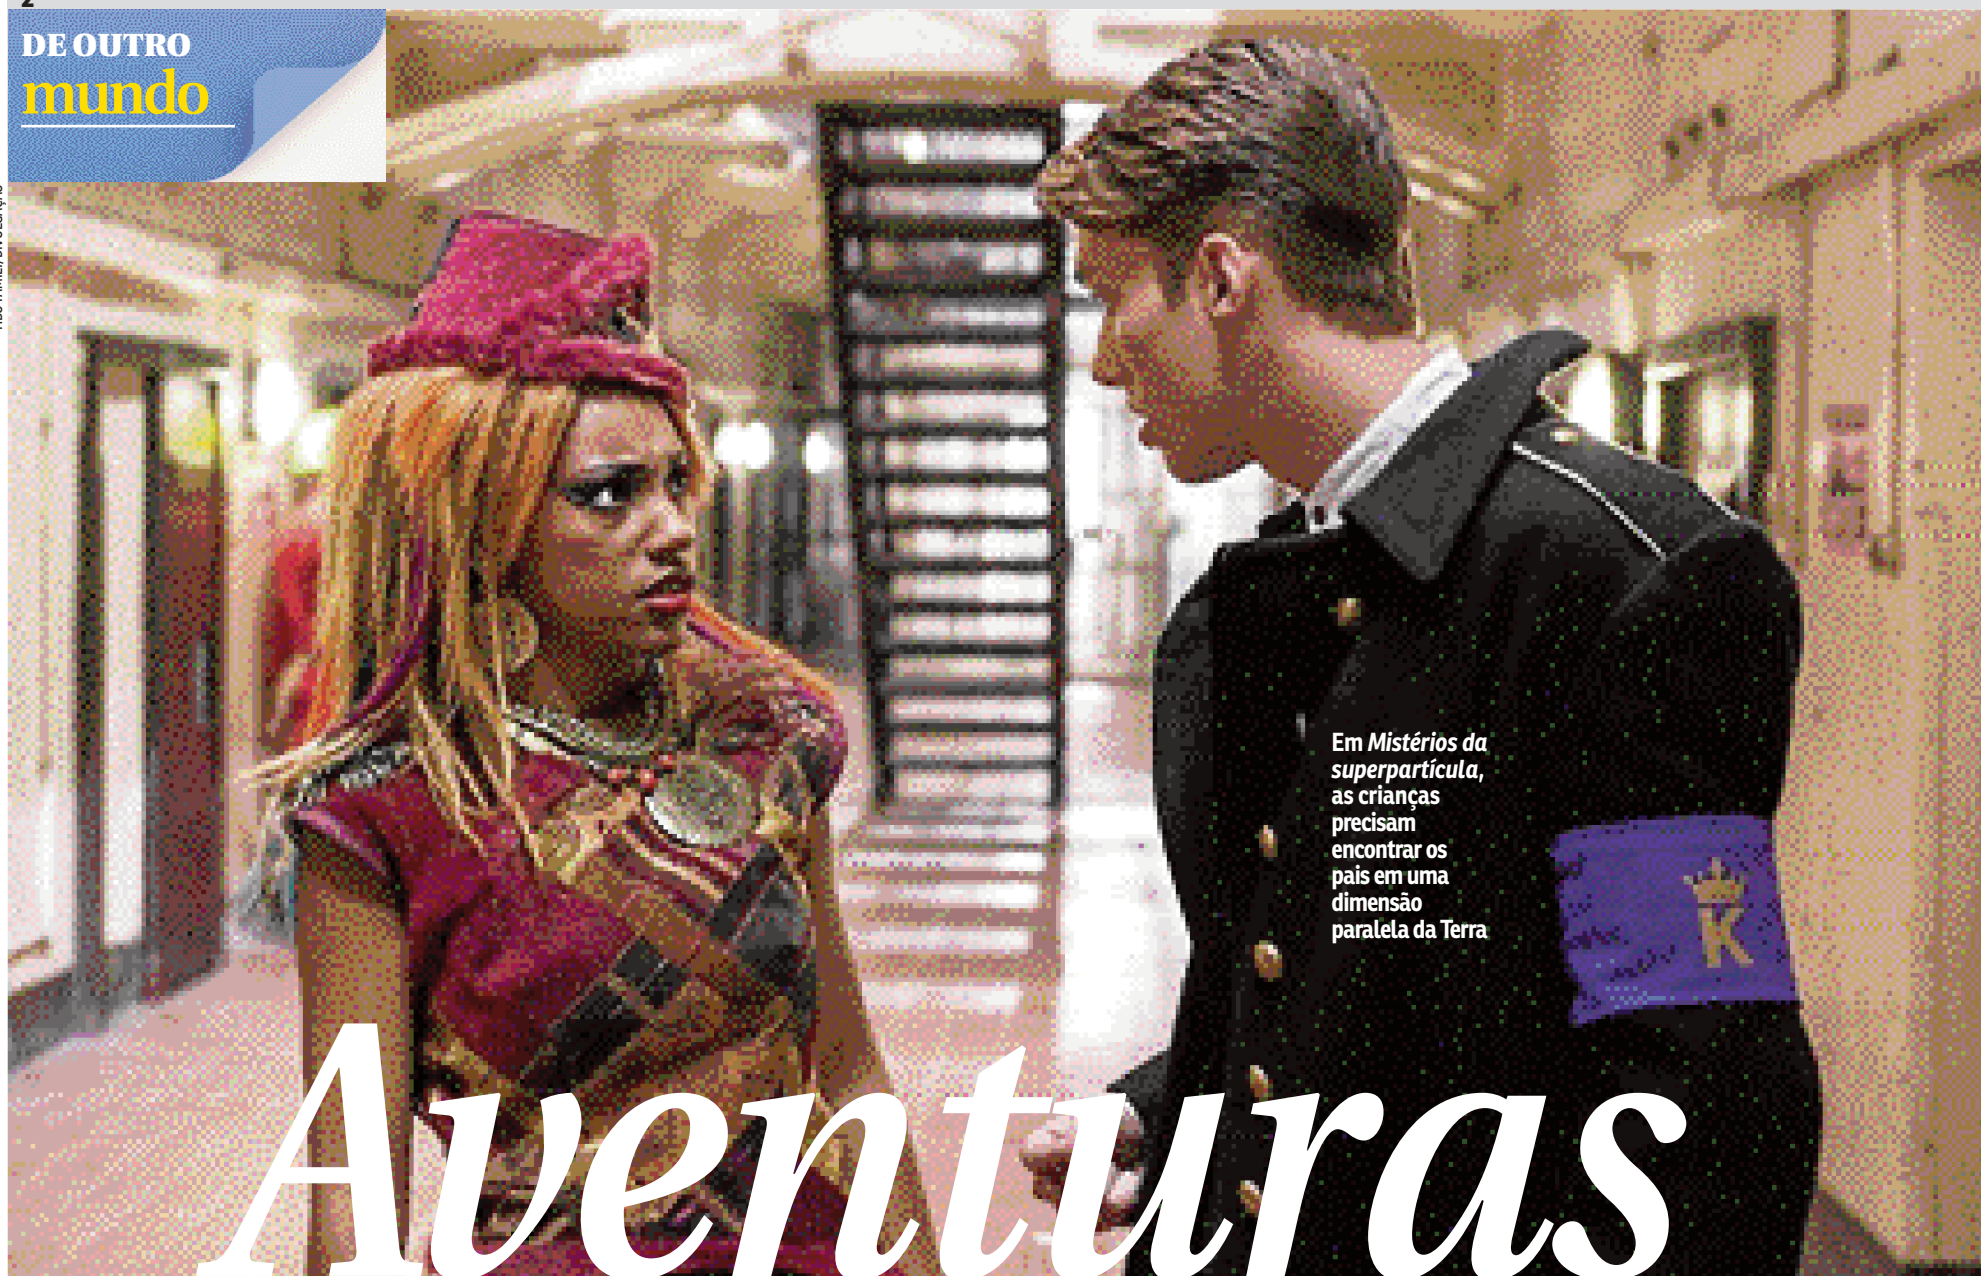 2
DE OUTRO
mundo
Em Mistérios da
superpartícula,
as crianças
precisam
encontrar os
pais em uma
dimensão
paralela da Terra
R
Aventuras